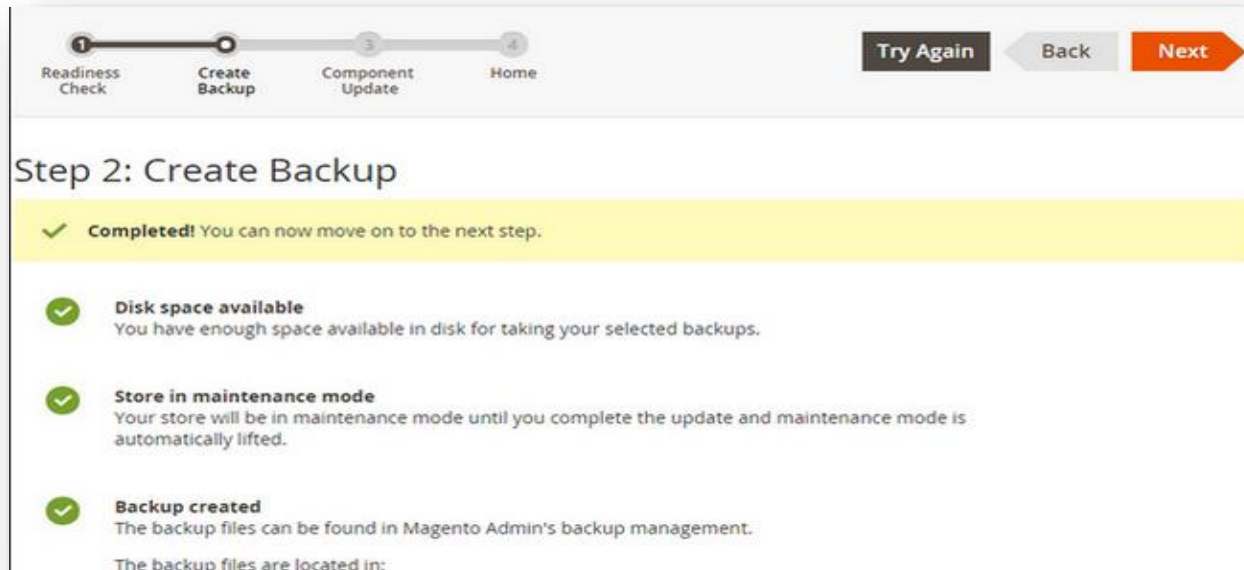 1
3
4
Readiness
Check
Create
Backup
Component
Update
Home
Try Again
Back
Next
Step 2: Create Backup
Completed! You can now move on to the next step.
Disk space available
You have enough space available in disk for taking your selected backups.
Store in maintenance mode
Your store will be in maintenance mode until you complete the update and maintenance mode is
automatically lifted.
Backup created
The backup files can be found in Magento Admin's backup management.
The backup files are located in: